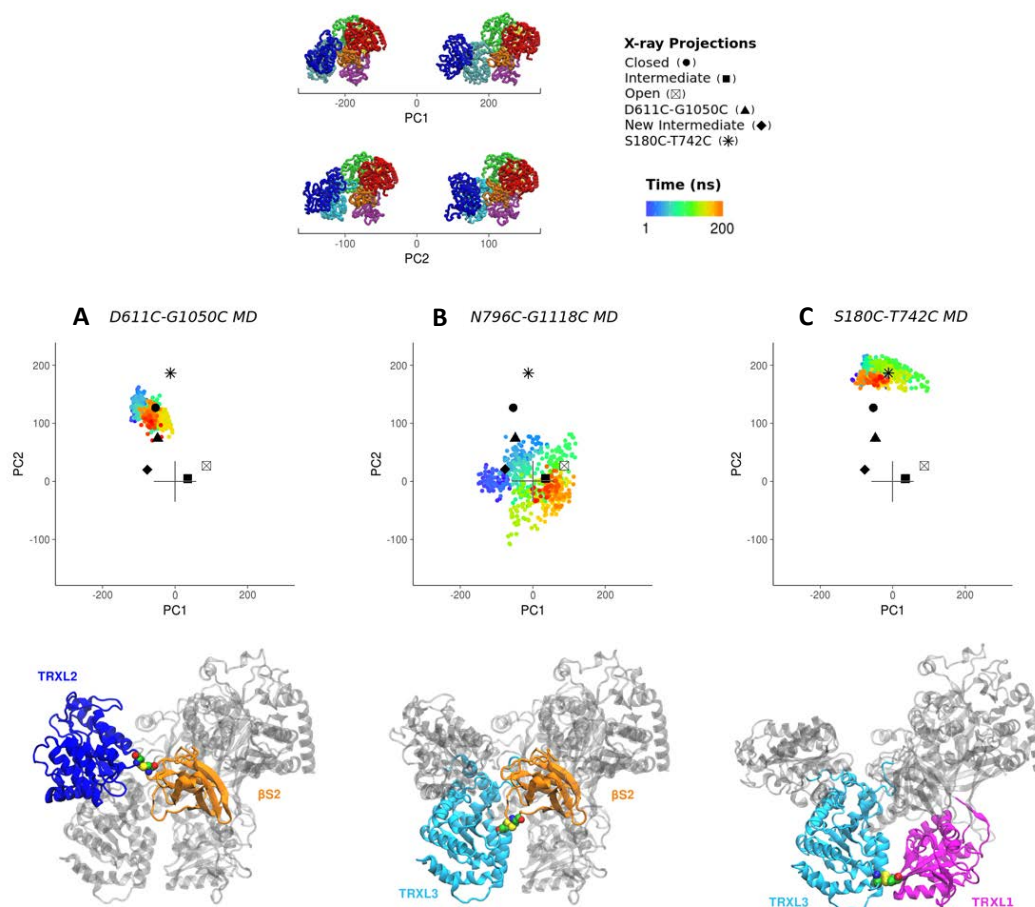 X-ray Projections
Closed (●)
Intermediate (■)
Open (☒)
D611C-G1050C (▲)
New Intermediate (◆)
S180C-T742C (✳)
Time (ns)
1 200
-200 0 200
PC1
-100 0 100
PC2
A D611C-G1050C MD
200
100
0
-100
PC2
-200 0 200
PC1
B N796C-G1118C MD
200
100
0
-100
PC2
-200 0 200
PC1
C S180C-T742C MD
200
100
0
-100
PC2
-200 0 200
PC1
TRXL2
βS2
βS2
TRXL3
TRXL3
TRXL1